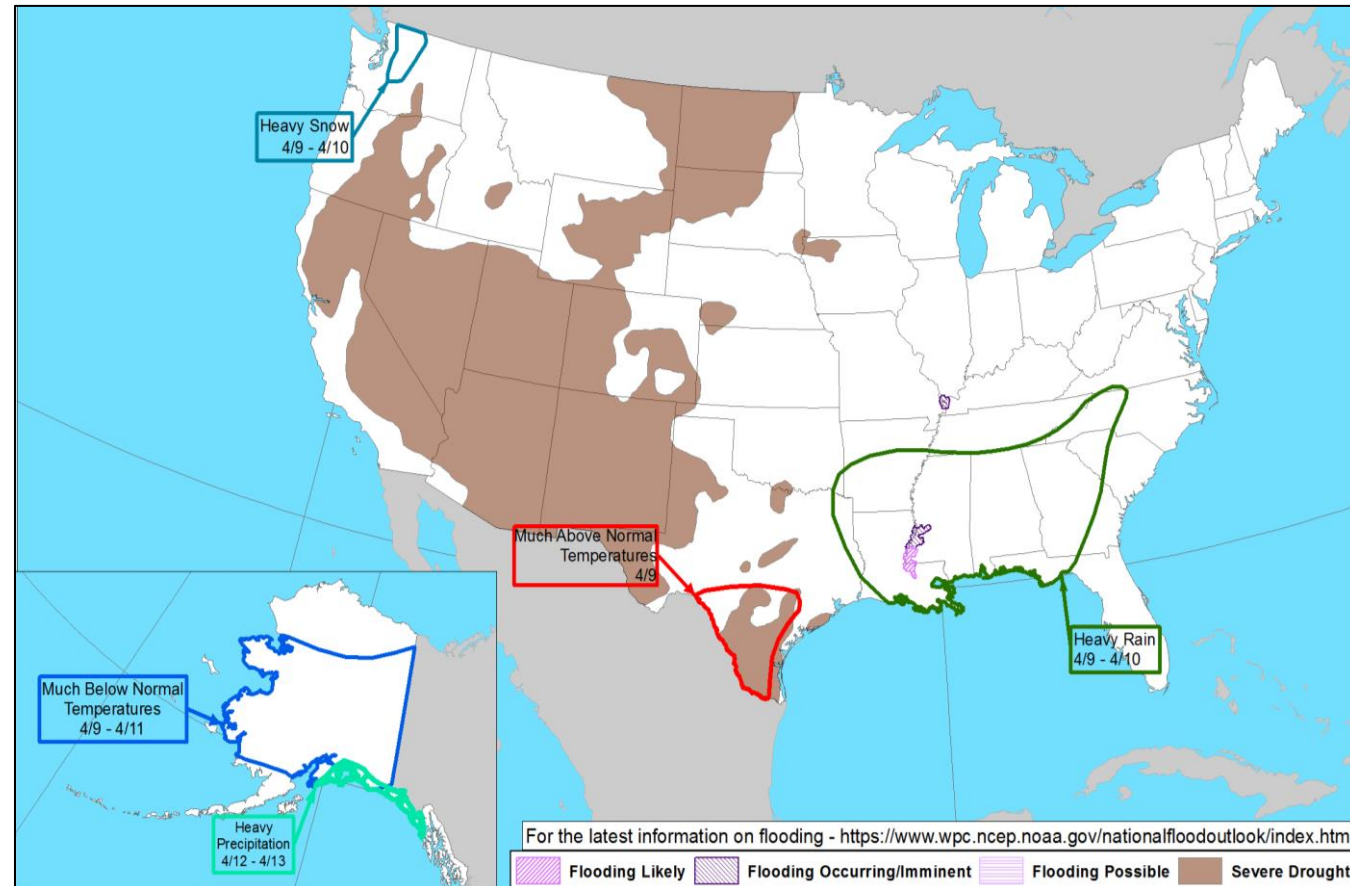 Heavy Snow
4/9 - 4/10
Much Above Normal
Temperatures
4/9
Heavy Rain
4/9 - 4/10
Much Below Normal
Temperatures
4/9 - 4/11
Heavy
Precipitation
4/12 - 4/13
For the latest information on flooding - https://www.wpc.ncep.noaa.gov/nationalfloodoutlook/index.htm
Flooding Likely
Flooding Occurring/Imminent
Flooding Possible
Severe Drought